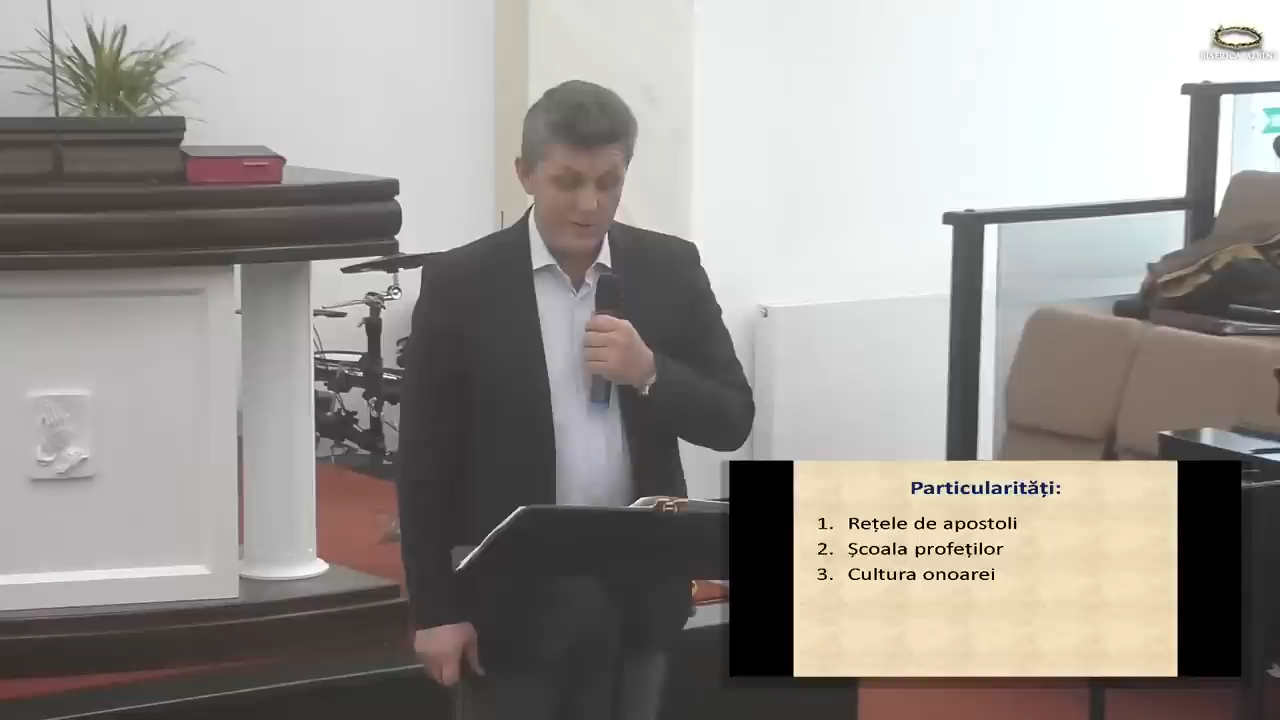 Particularități:
1. Rețele de apostoli
2. Școala profeților
3. Cultura onoarei